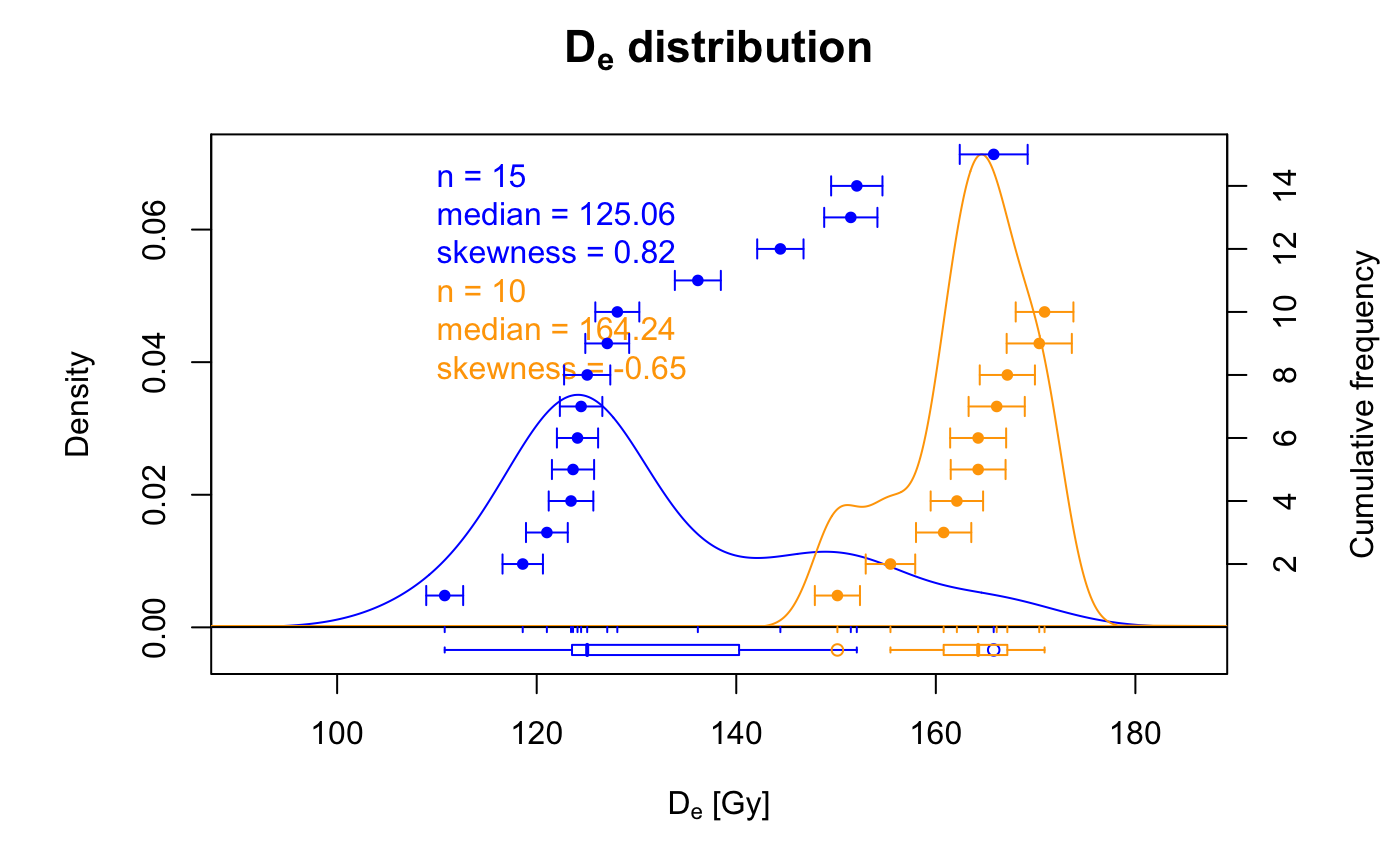 De distribution
n = 15
median = 125.06
skewness = 0.82
n = 10
median = 164.24
skewness = -0.65
Density
0.00 0.02 0.04 0.06
Cumulative frequency
2 4 6 8 10 12 14
100 120 140 160 180
De [Gy]